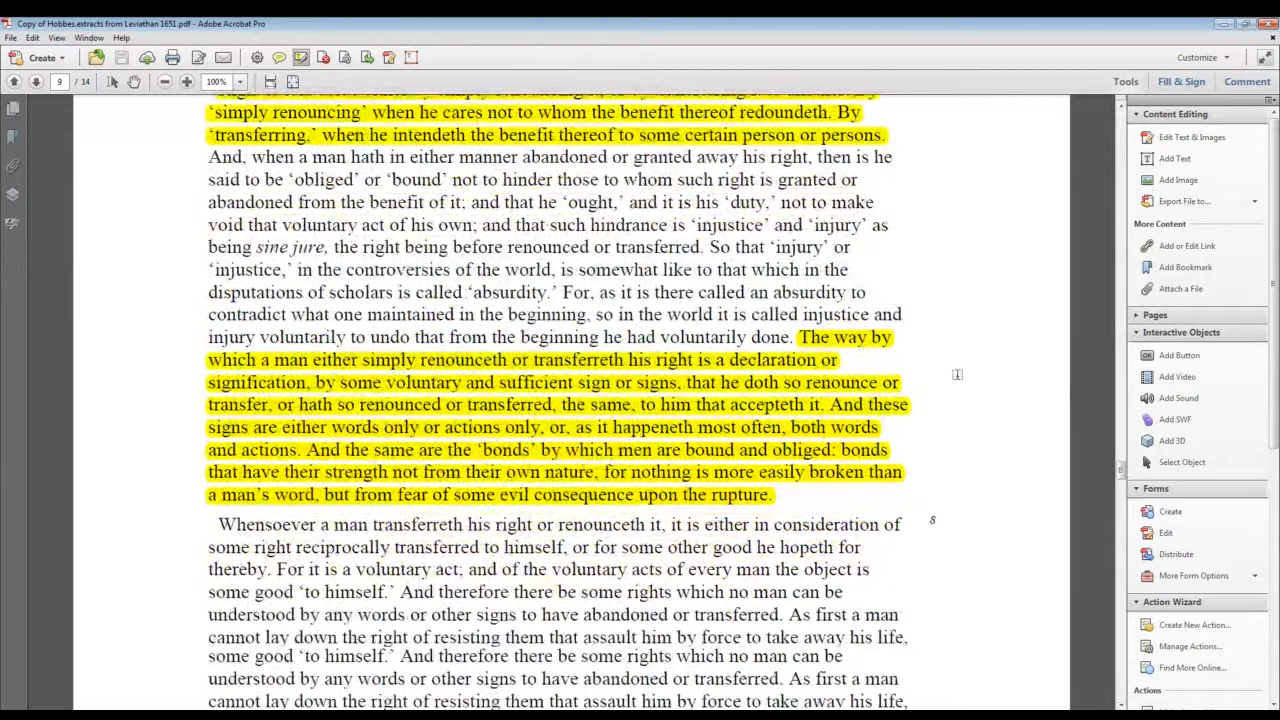 Copy of Hobbes.extracts from Leviathan 1651.pdf - Adobe Acrobat Pro
File Edit View Window Help
Create
Customize
9 / 14
100%
Tools Fill & Sign Comment
‘simply renouncing’ when he cares not to whom the benefit thereof redoundeth. By
‘transferring,’ when he intendeth the benefit thereof to some certain person or persons.
And, when a man hath in either manner abandoned or granted away his right, then is he
said to be ‘obliged’ or ‘bound’ not to hinder those to whom such right is granted or
abandoned from the benefit of it; and that he ‘ought,’ and it is his ‘duty,’ not to make
void that voluntary act of his own; and that such hindrance is ‘injustice’ and ‘injury’ as
being sine jure, the right being before renounced or transferred. So that ‘injury’ or
‘injustice,’ in the controversies of the world, is somewhat like to that which in the
disputations of scholars is called ‘absurdity.’ For, as it is there called an absurdity to
contradict what one maintained in the beginning, so in the world it is called injustice and
injury voluntarily to undo that from the beginning he had voluntarily done. The way by
which a man either simply renounceth or transferreth his right is a declaration or
signification, by some voluntary and sufficient sign or signs, that he doth so renounce or
transfer, or hath so renounced or transferred, the same, to him that accepteth it. And these
signs are either words only or actions only, or, as it happeneth most often, both words
and actions. And the same are the ‘bonds’ by which men are bound and obliged: bonds
that have their strength not from their own nature, for nothing is more easily broken than
a man’s word, but from fear of some evil consequence upon the rupture.
Whensoever a man transferreth his right or renounceth it, it is either in consideration of
8
some right reciprocally transferred to himself, or for some other good he hopeth for
thereby. For it is a voluntary act; and of the voluntary acts of every man the object is
some good ‘to himself.’ And therefore there be some rights which no man can be
understood by any words or other signs to have abandoned or transferred. As first a man
cannot lay down the right of resisting them that assault him by force to take away his life,
some good ‘to himself.’ And therefore there be some rights which no man can be
understood by any words or other signs to have abandoned or transferred. As first a man
cannot lay down the right of resisting them that assault him by force to take away his life,
Content Editing
Edit Text & Images
Add Text
Add Image
Export File to...
More Content
Add or Edit Link
Add Bookmark
Attach a File
Pages
Interactive Objects
OK Add Button
Add Video
Add Sound
Add SWF
Add 3D
Select Object
Forms
Create
Edit
Distribute
More Form Options
Action Wizard
Create New Action...
Manage Actions...
Find More Online...
Actions